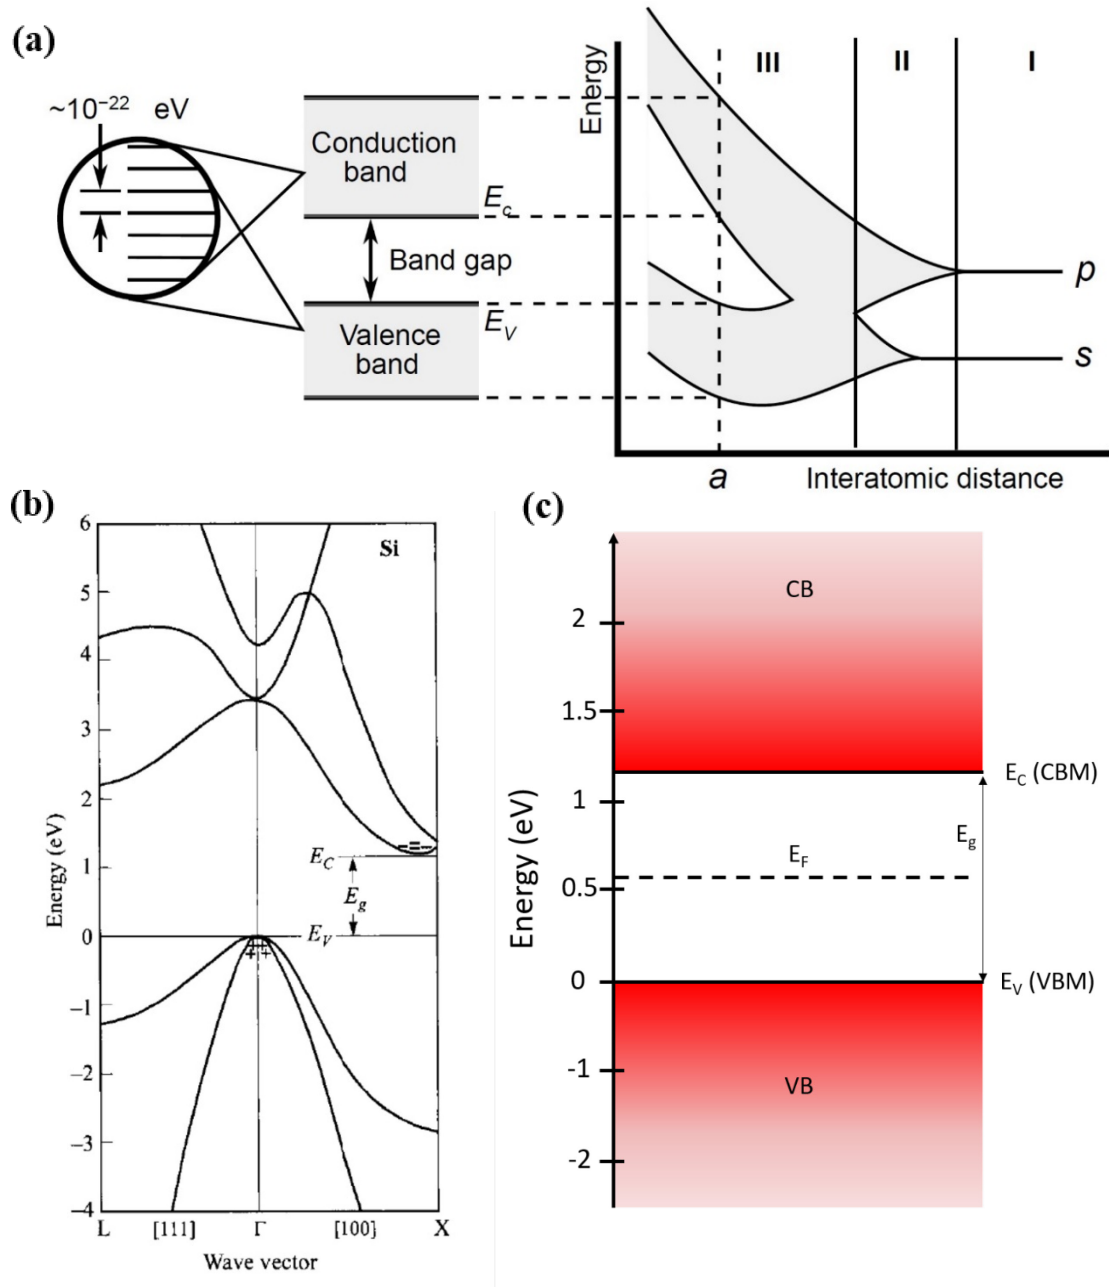 (a)
~10⁻²² eV
Conduction
band
E_c
Band gap
E_V
Valence
band
Energy
III
II
I
p
s
a
Interatomic distance
(b)
Si
6
5
4
3
2
1
0
–1
–2
–3
–4
Energy (eV)
E_C
E_g
E_V
L
[111]
Γ
[100]
X
Wave vector
(c)
CB
2
1.5
1
0.5
0
-1
-2
Energy (eV)
E_C (CBM)
E_g
E_F
E_V (VBM)
VB